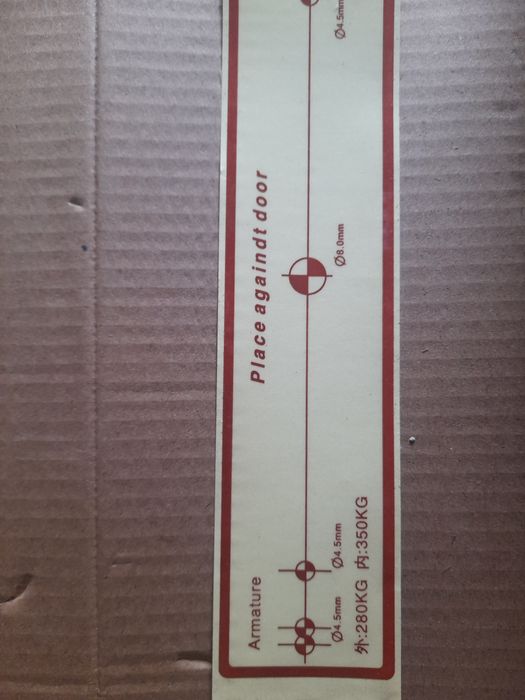 Place againdt door
Ø4.5mm
Ø8.0mm
Ø4.5mm
Ø4.5mm
Armature
外:280KG 内:350KG